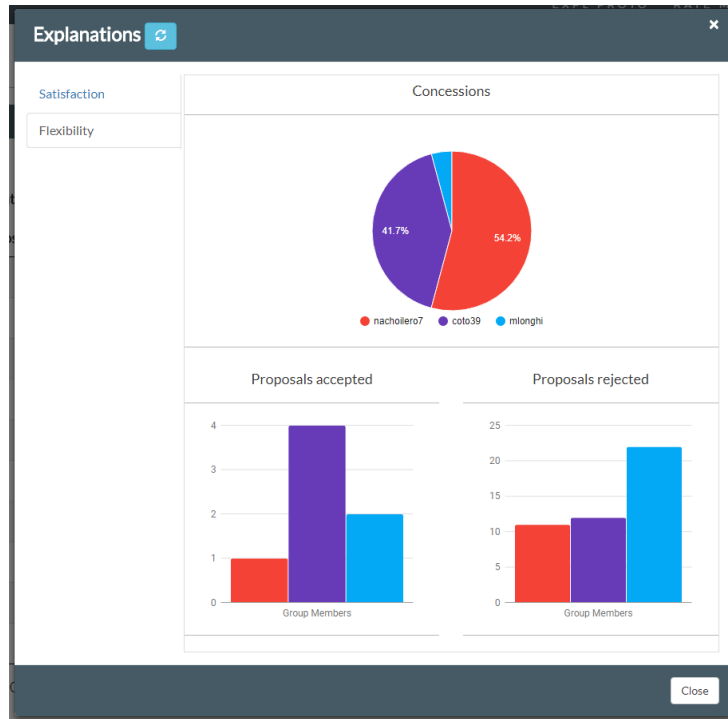 Explanations
×
Satisfaction
Flexibility
Concessions
41.7%
54.2%
nachoilero7 coto39 mlonghi
Proposals accepted
4
3
2
1
0
Group Members
Proposals rejected
25
20
15
10
5
0
Group Members
Close